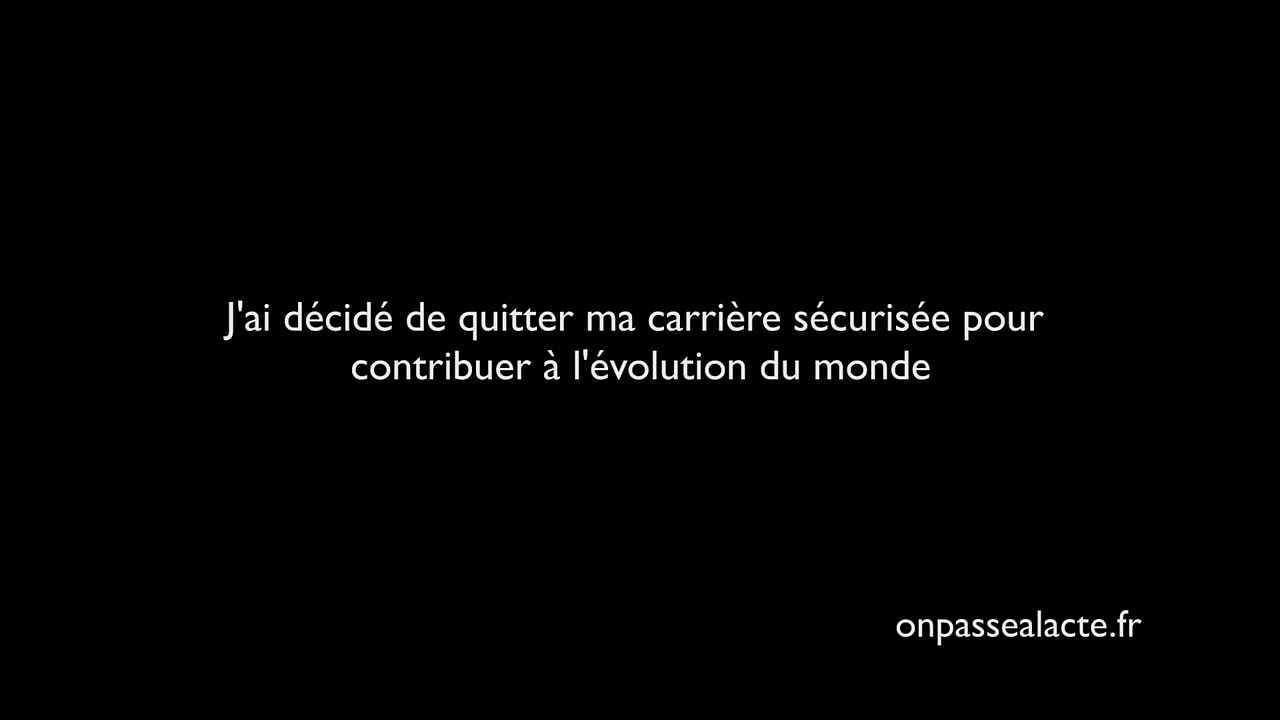 J'ai décidé de quitter ma carrière sécurisée pour
contribuer à l'évolution du monde
onpassealacte.fr